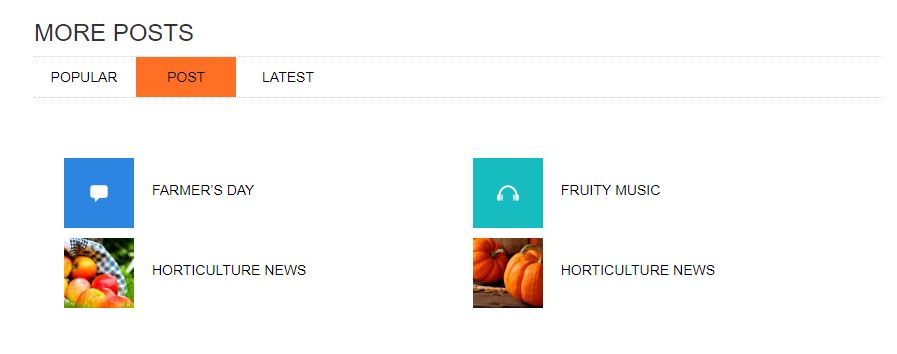 MORE POSTS
POPULAR POST LATEST
FARMER'S DAY
FRUITY MUSIC
HORTICULTURE NEWS
HORTICULTURE NEWS